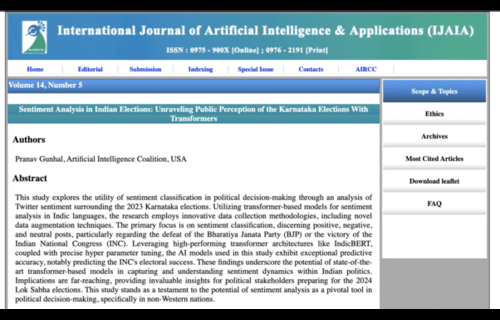 International Journal of Artificial Intelligence & Applications (IJAIA)
ISSN : 0975 - 900X [Online] ; 0976 - 2191 [Print]
Home Editorial Submission Indexing Special Issue Contacts AIRCC
Volume 14, Number 5
Sentiment Analysis in Indian Elections: Unraveling Public Perception of the Karnataka Elections With
Transformers
Authors
Pranav Gunhal, Artificial Intelligence Coalition, USA
Abstract
This study explores the utility of sentiment classification in political decision-making through an analysis of
Twitter sentiment surrounding the 2023 Karnataka elections. Utilizing transformer-based models for sentiment
analysis in Indic languages, the research employs innovative data collection methodologies, including novel
data augmentation techniques. The primary focus is on sentiment classification, discerning positive, negative,
and neutral posts, particularly regarding the defeat of the Bharatiya Janata Party (BJP) or the victory of the
Indian National Congress (INC). Leveraging high-performing transformer architectures like IndicBERT,
coupled with precise hyper parameter tuning, the AI models used in this study exhibit exceptional predictive
accuracy, notably predicting the INC's electoral success. These findings underscore the potential of state-of-the-
art transformer-based models in capturing and understanding sentiment dynamics within Indian politics.
Implications are far-reaching, providing invaluable insights for political stakeholders preparing for the 2024
Lok Sabha elections. This study stands as a testament to the potential of sentiment analysis as a pivotal tool in
political decision-making, specifically in non-Western nations.
Scope & Topics
Ethics
Archives
Most Cited Articles
Download leaflet
FAQ